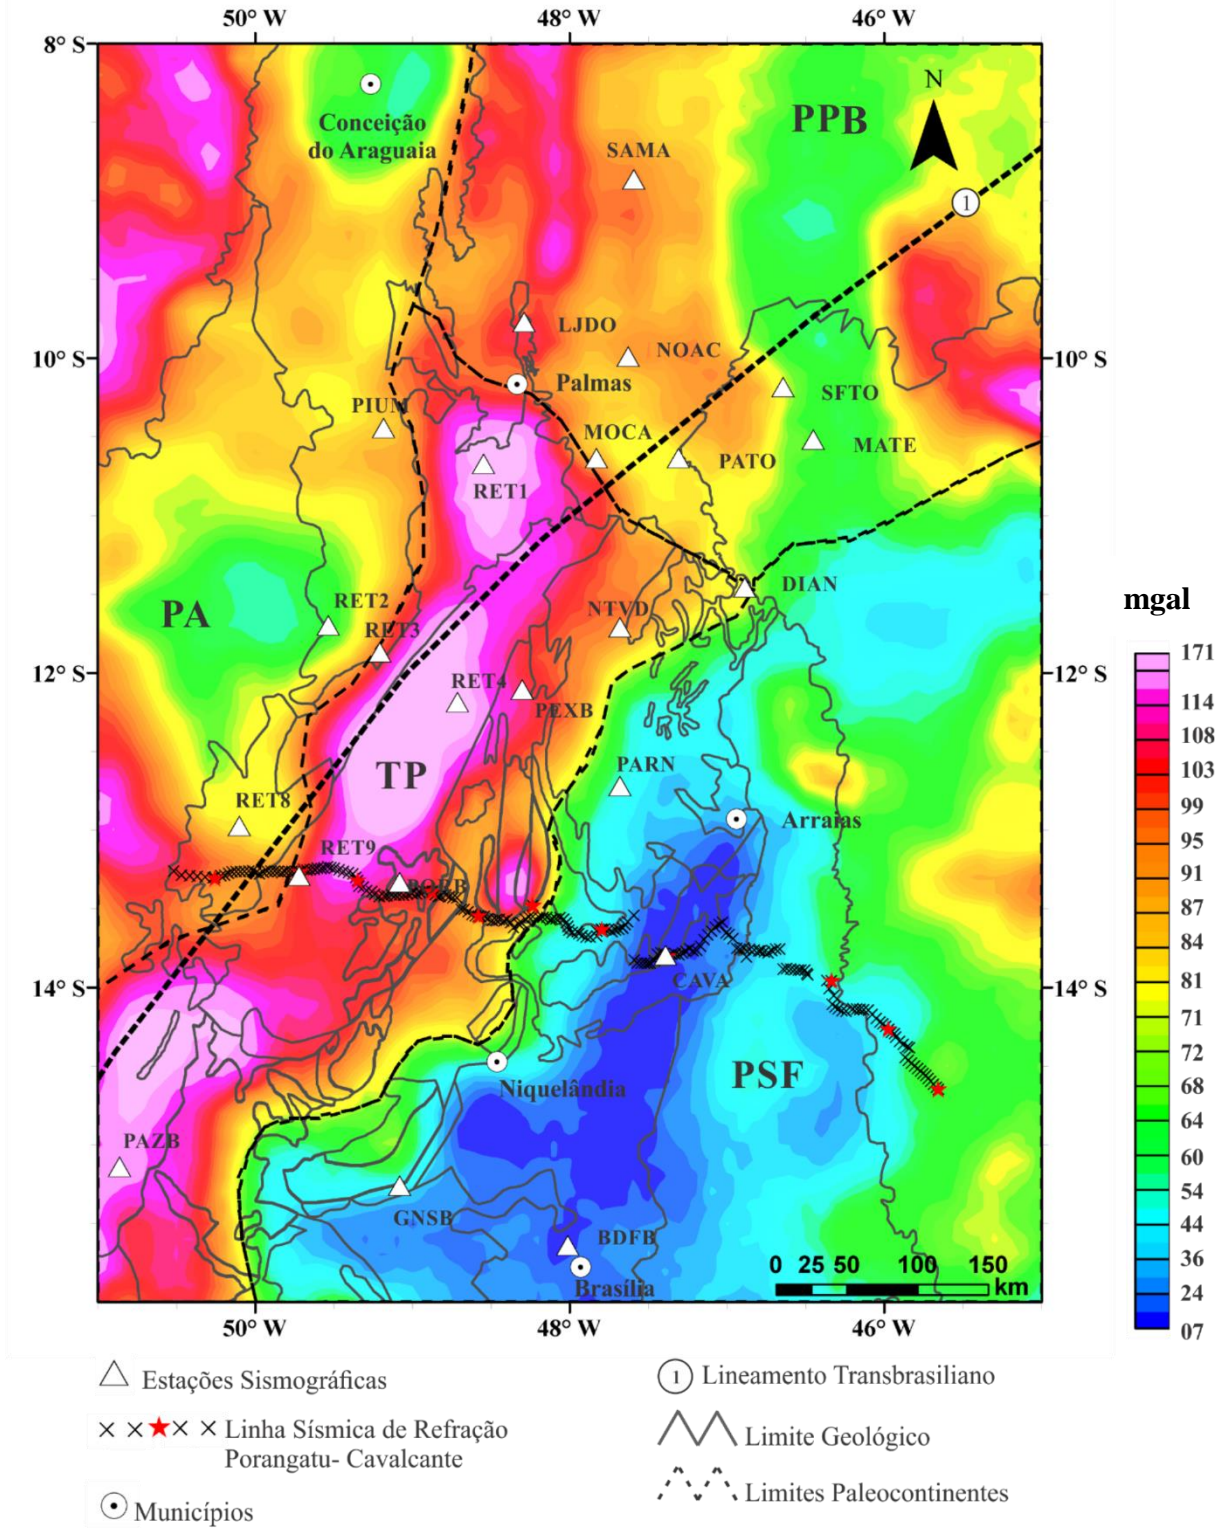 50° W 48° W 46° W
8° S
N
PPB
Conceição
do Araguaia
SAMA
1
LJDO
10° S
NOAC
10° S
Palmas
SFTO
PIUM
MOCA
MATE
PATO
RET1
DIAN
mgal
RET2
PA
NTVD
RET3
171
12° S
RET4
12° S
114
PEXB
108
TP
PARN
103
RET8
99
Arraias
95
RET9
91
PORB
87
84
CAVA
81
14° S
14° S
71
72
PSF
68
Niquelândia
64
PAZB
60
54
GNSB
44
BDFB
36
0 25 50 100 150
km
Brasília
24
07
50° W 48° W 46° W
Estações Sismográficas
1 Lineamento Transbrasiliano
Linha Sísmica de Refração
Porangatu- Cavalcante
Limite Geológico
Limites Paleocontinentes
Municípios